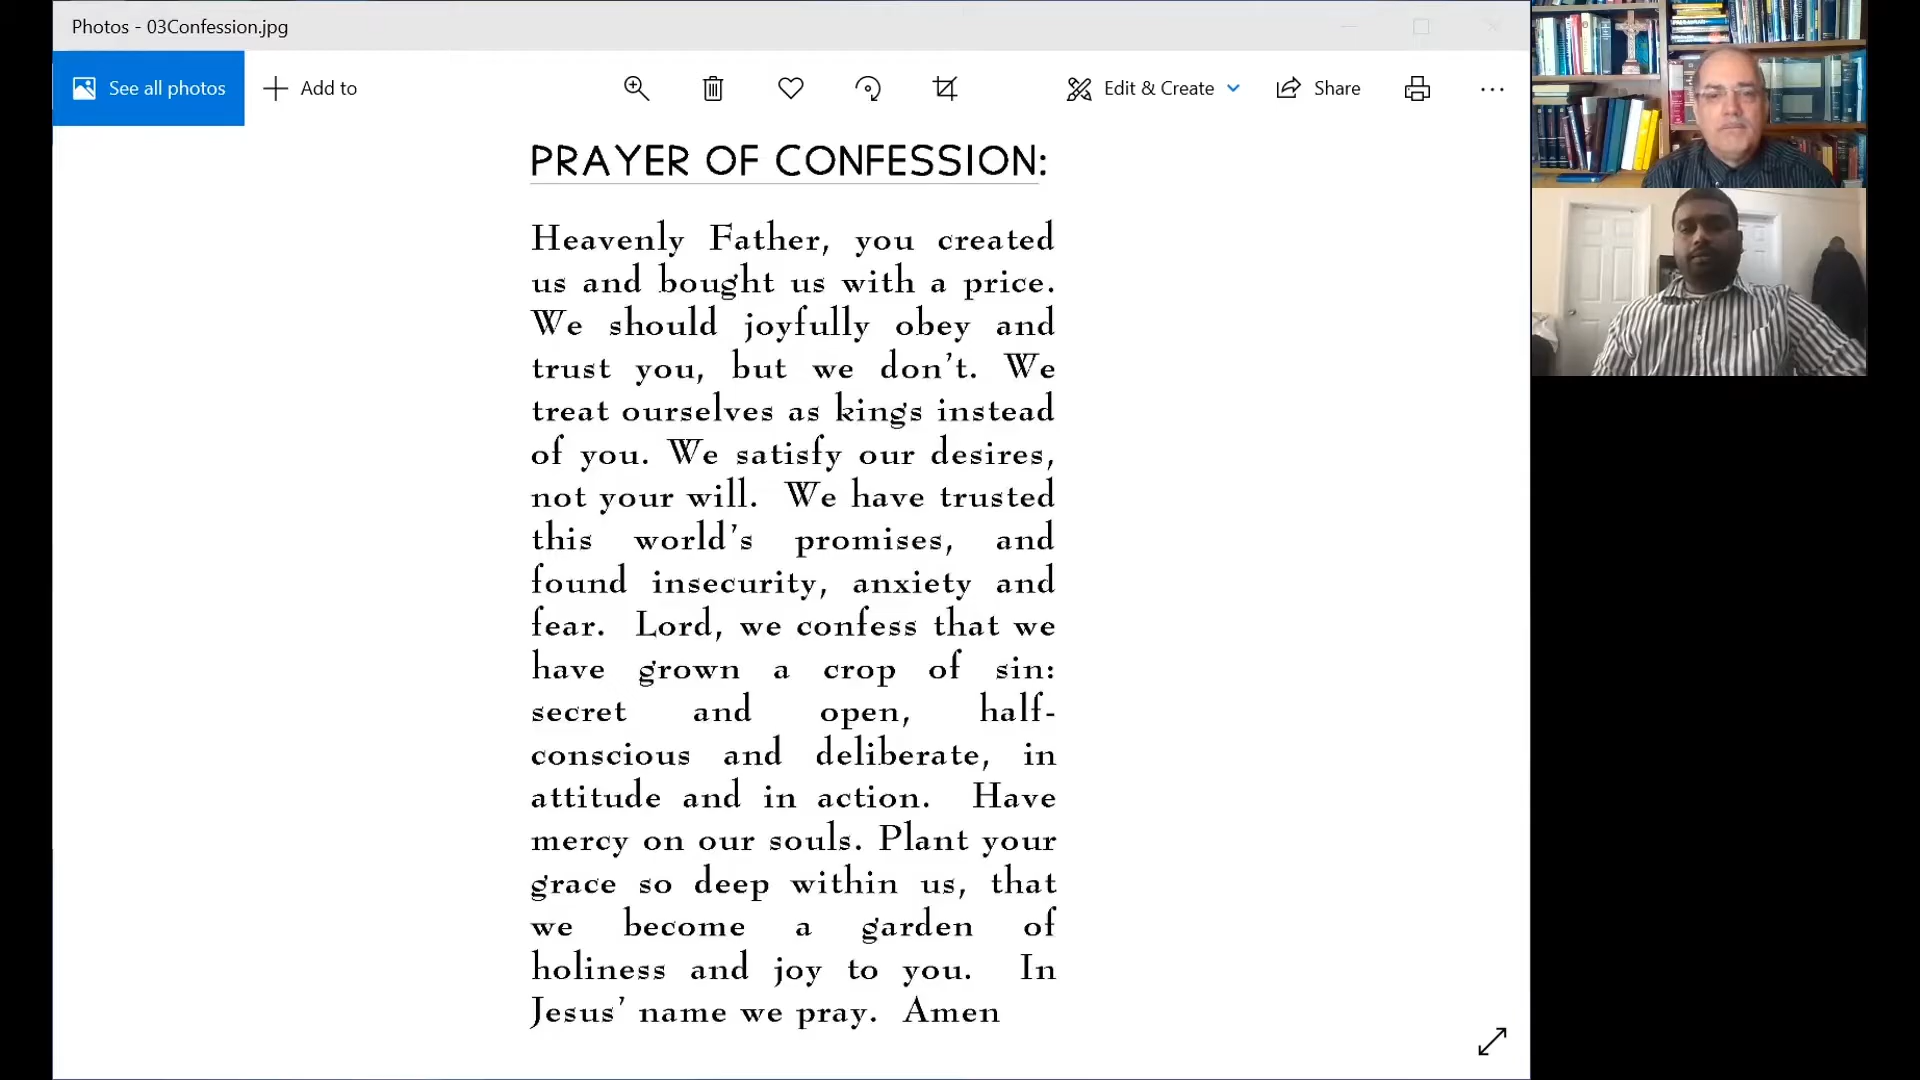 Photos - 03Confession.jpg
See all photos
Add to
Edit & Create
Share
PRAYER OF CONFESSION:
Heavenly Father, you created
us and bought us with a price.
We should joyfully obey and
trust you, but we don't. We
treat ourselves as kings instead
of you. We satisfy our desires,
not your will. We have trusted
this world's promises, and
found insecurity, anxiety and
fear. Lord, we confess that we
have grown a crop of sin:
secret and open, half-
conscious and deliberate, in
attitude and in action. Have
mercy on our souls. Plant your
grace so deep within us, that
we become a garden of
holiness and joy to you. In
Jesus' name we pray. Amen